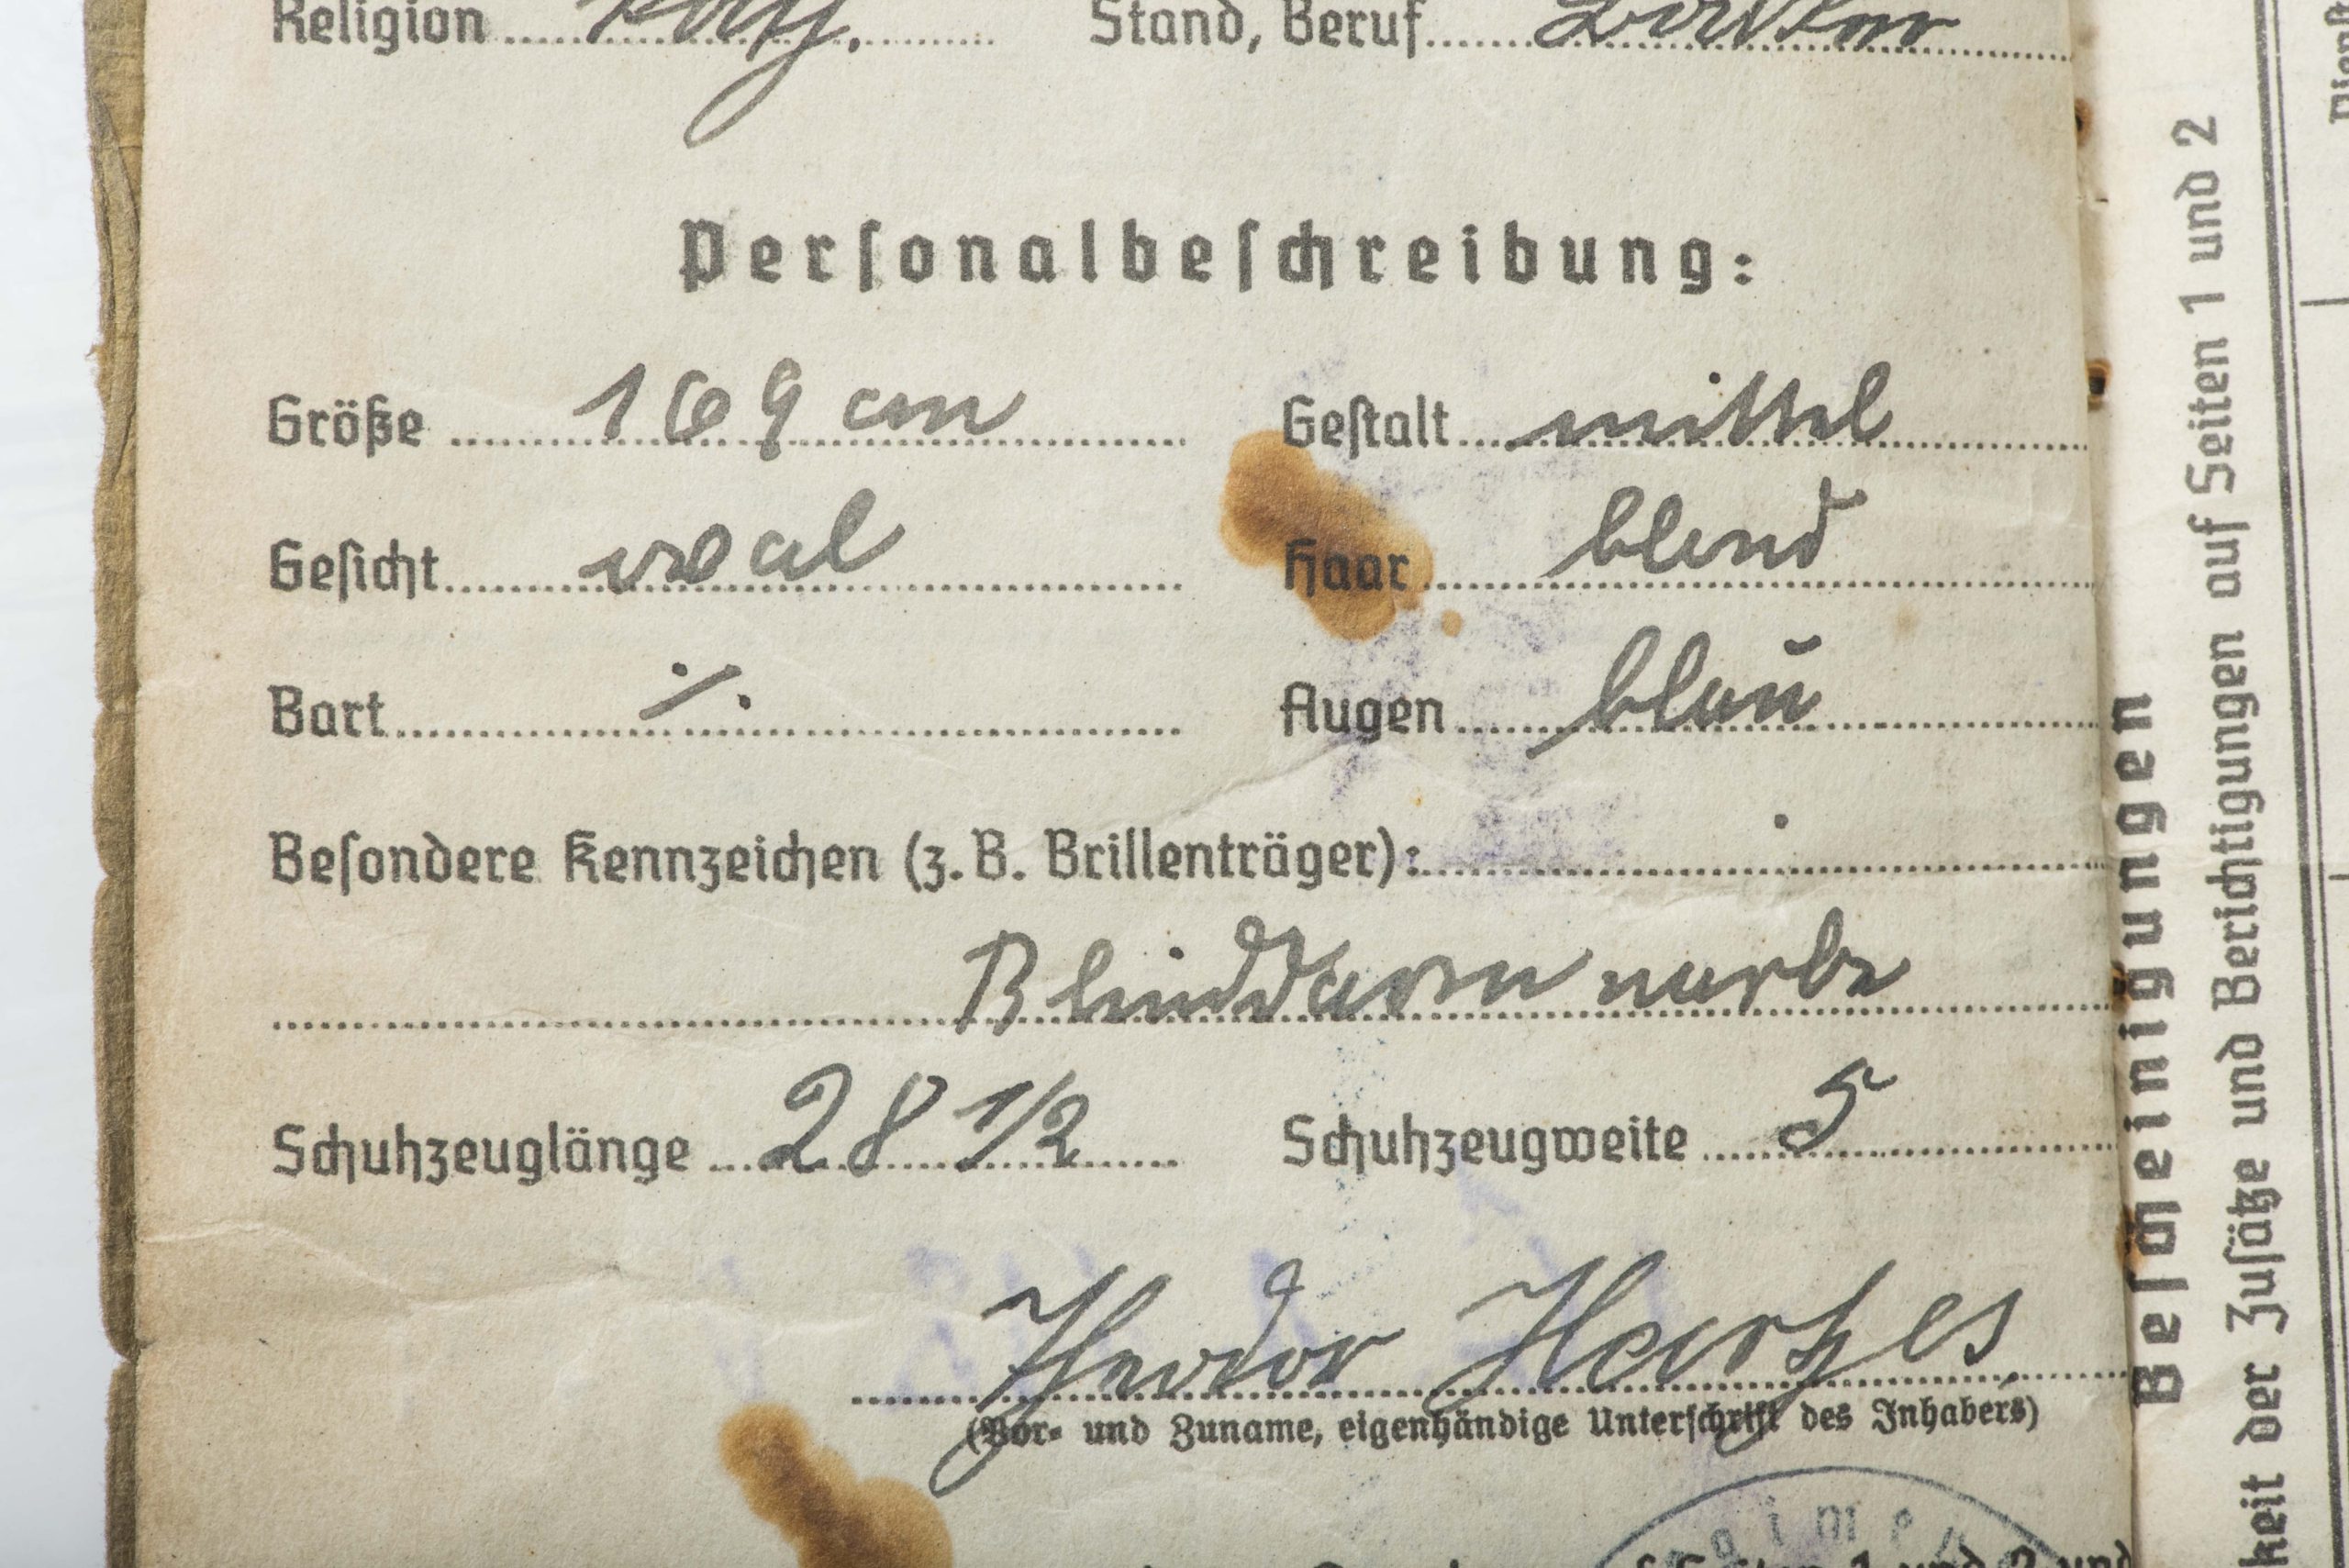 Religion kath. Stand, Beruf
Personalbeschreibung:
Größe 169 cm Gestalt mittel
Gesicht oval Haar blond
Bart ∕. Augen blau
Besondere Kennzeichen (z. B. Brillenträger):
Blinddarmnarbe
Schuhzeuglänge 28 1/2 Schuhzeugweite 5
Theodor
(Vor- und Zuname, eigenhändige Unterschrift des Inhabers)
Bescheinigungen
der Zusätze und Berichtigungen auf Seiten 1 und 2